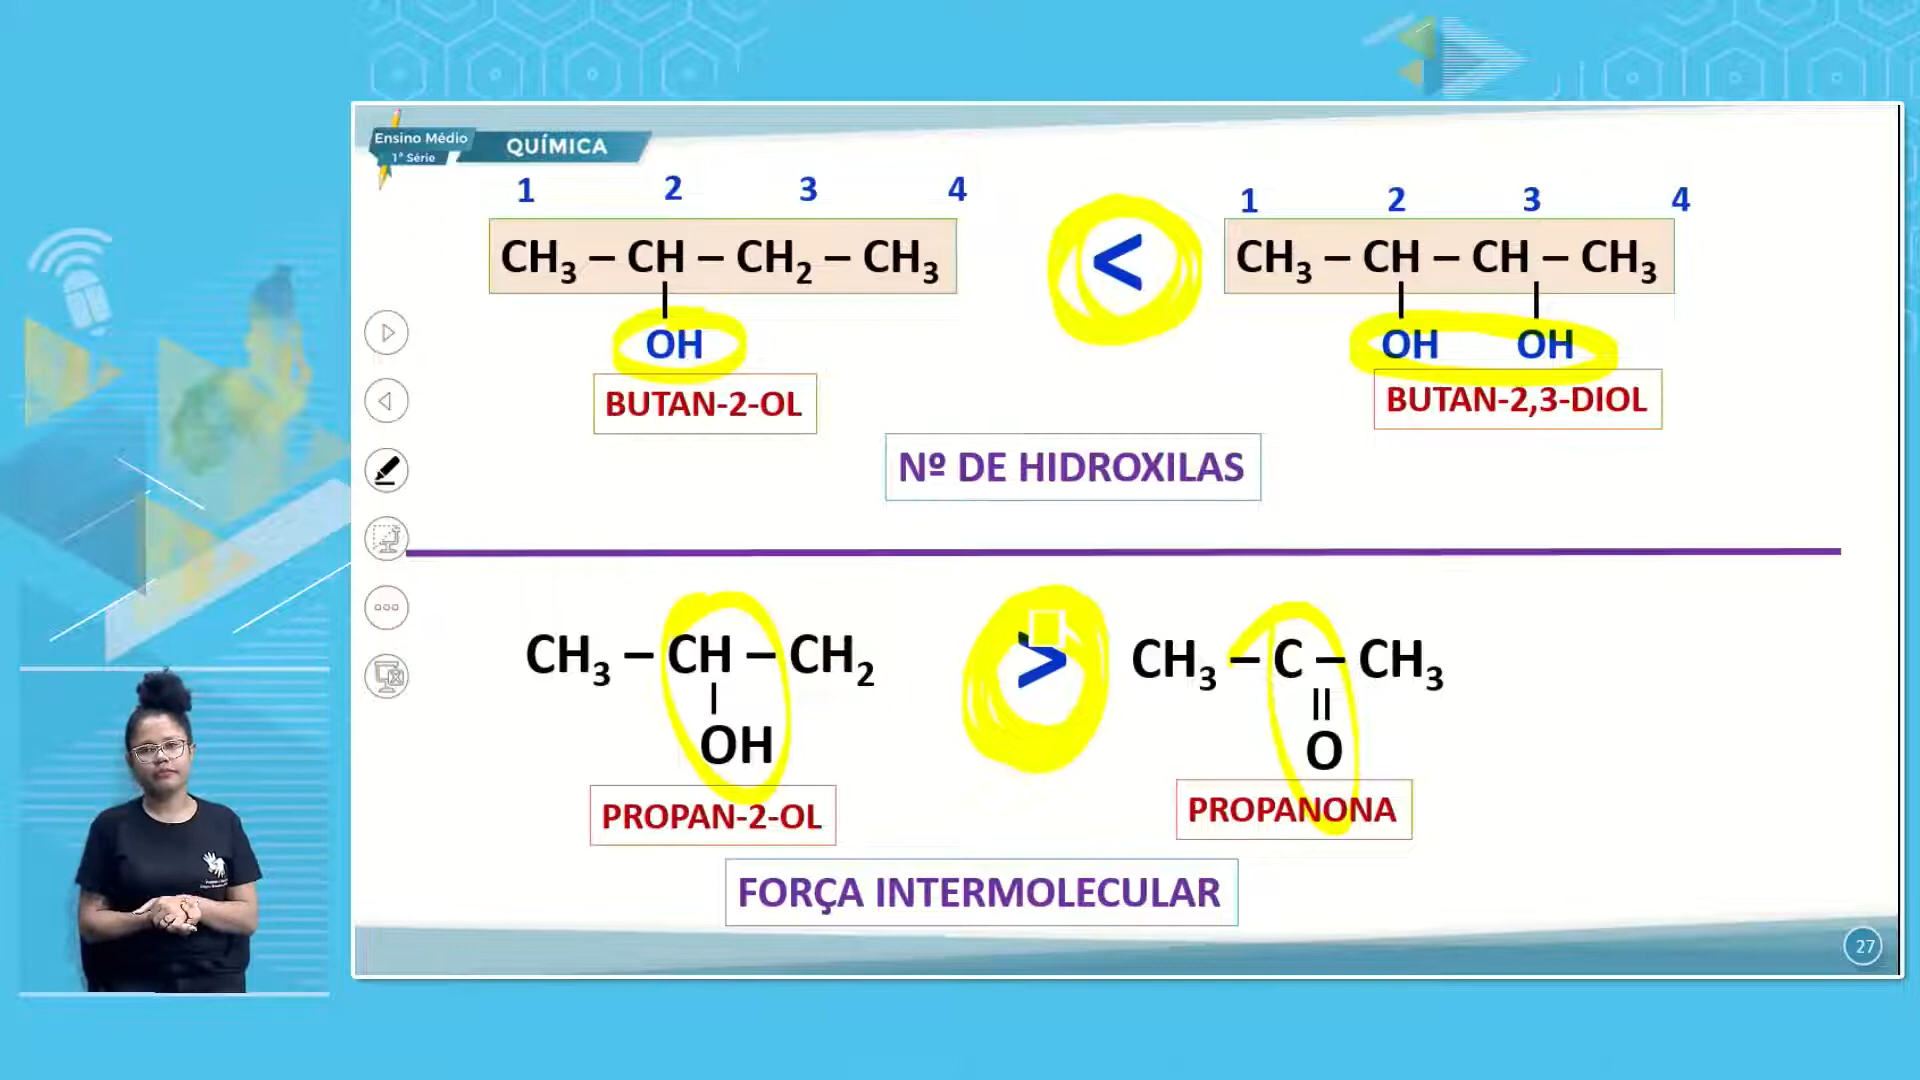 Ensino Médio
1ª Série
QUÍMICA
1 2 3 4
CH₃ – CH – CH₂ – CH₃
OH
BUTAN-2-OL
<
1 2 3 4
CH₃ – CH – CH – CH₃
OH OH
BUTAN-2,3-DIOL
Nº DE HIDROXILAS
CH₃ – CH – CH₂
OH
PROPAN-2-OL
>
CH₃ – C – CH₃
O
PROPANONA
FORÇA INTERMOLECULAR
27